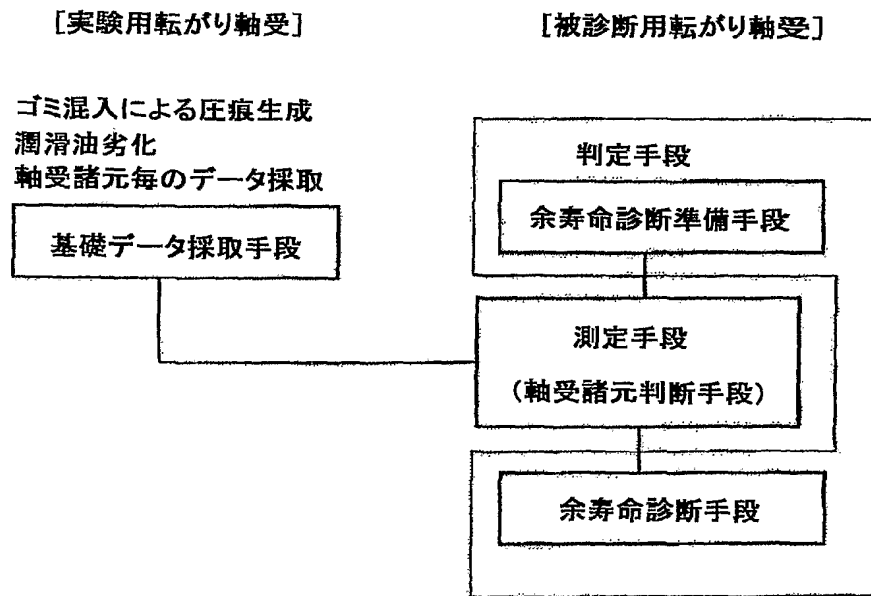 [実験用転がり軸受]
[被診断用転がり軸受]
ゴミ混入による圧痕生成
潤滑油劣化
軸受諸元毎のデータ採取
基礎データ採取手段
判定手段
余寿命診断準備手段
測定手段
(軸受諸元判断手段)
余寿命診断手段